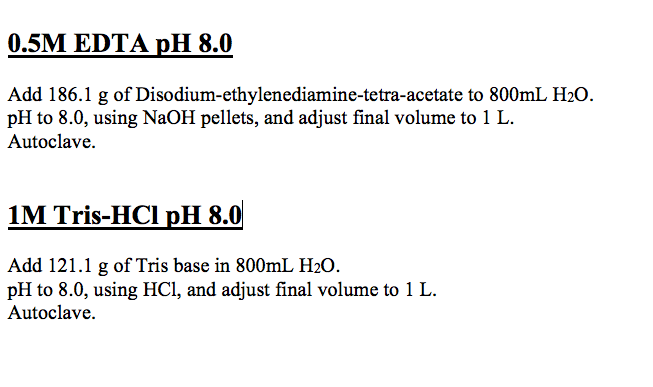 0.5M EDTA pH 8.0
Add 186.1 g of Disodium-ethylenediamine-tetra-acetate to 800mL H2O.
pH to 8.0, using NaOH pellets, and adjust final volume to 1 L.
Autoclave.
1M Tris-HCl pH 8.0
Add 121.1 g of Tris base in 800mL H2O.
pH to 8.0, using HCl, and adjust final volume to 1 L.
Autoclave.